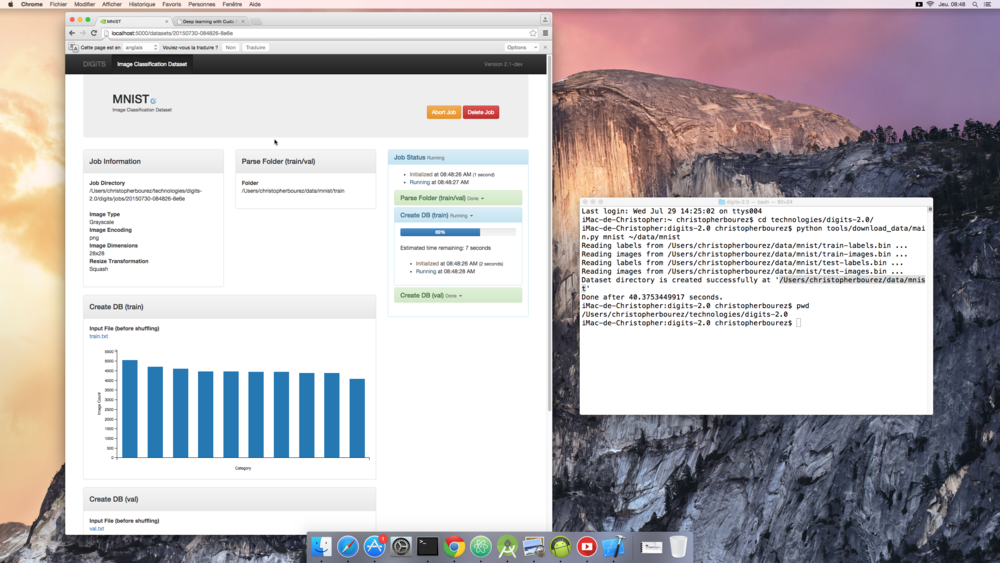 Chrome Fichier Modifier Afficher Historique Favoris Personnes Fenêtre Aide
Jeu. 08:48
MNIST
Deep learning with Cuda
localhost:5000/datasets/20150730-084826-8e6e
Cette page est en anglais Voulez-vous la traduire ? Non Traduire
Options
DIGITS Image Classification Dataset
Version 2.1-dev
MNIST
Image Classification Dataset
Abort Job Delete Job
Job Information
Job Directory
/Users/christopherbourez/technologies/digits-
2.0/digits/jobs/20150730-084826-8e6e
Image Type
Grayscale
Image Encoding
png
Image Dimensions
28x28
Resize Transformation
Squash
Parse Folder (train/val)
Folder
/Users/christopherbourez/data/mnist/train
Job Status Running
Initialized at 08:48:26 AM (1 second)
Running at 08:48:27 AM
Parse Folder (train/val) Done
Create DB (train) Running
69%
Estimated time remaining: 7 seconds
Initialized at 08:48:26 AM (2 seconds)
Running at 08:48:28 AM
Create DB (val) Done
Create DB (train)
Input File (before shuffling)
train.txt
5500
5000
4500
4000
3500
3000
2500
2000
1500
1000
500
0
Image Count
Category
Create DB (val)
Input File (before shuffling)
val.txt
digits-2.0 — bash — 80x24
Last login: Wed Jul 29 14:25:02 on ttys004
iMac-de-Christopher:~ christopherbourez$ cd technologies/digits-2.0/
iMac-de-Christopher:digits-2.0 christopherbourez$ python tools/download_data/mai
n.py mnist ~/data/mnist
Reading labels from /Users/christopherbourez/data/mnist/train-labels.bin ...
Reading images from /Users/christopherbourez/data/mnist/train-images.bin ...
Reading labels from /Users/christopherbourez/data/mnist/test-labels.bin ...
Reading images from /Users/christopherbourez/data/mnist/test-images.bin ...
Dataset directory is created successfully at '/Users/christopherbourez/data/mnis
t'
Done after 40.3753449917 seconds.
iMac-de-Christopher:digits-2.0 christopherbourez$ pwd
/Users/christopherbourez/technologies/digits-2.0
iMac-de-Christopher:digits-2.0 christopherbourez$
1